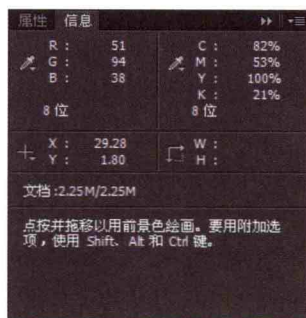 属性 信息
R : 51 C : 82%
G : 94 M : 53%
B : 38 Y : 100%
K : 21%
8 位 8 位
X : 29.28 W :
Y : 1.80 H :
文档 :2.25M/2.25M
点按并拖移以用前景色绘画。要用附加选
项，使用 Shift、Alt 和 Ctrl 键。